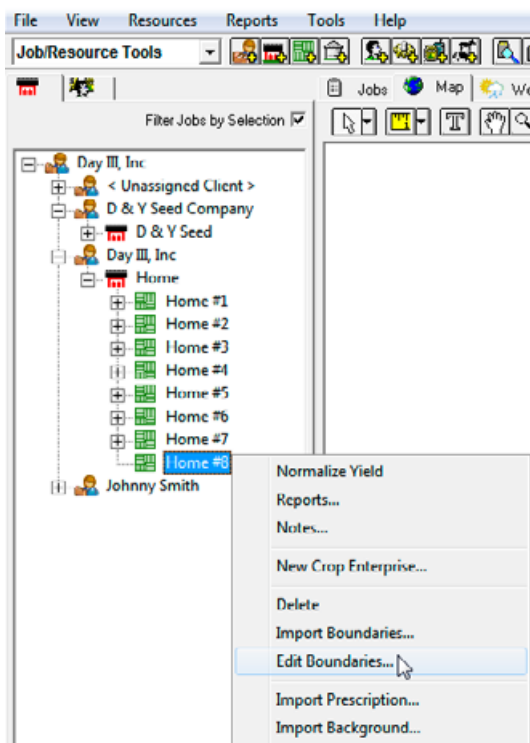 File View Resources Reports Tools Help
Job/Resource Tools
Jobs Map We
Filter Jobs by Selection
Day III, Inc
< Unassigned Client >
D & Y Seed Company
D & Y Seed
Day III, Inc
Home
Home #1
Home #2
Home #3
Home #4
Home #5
Home #6
Home #7
Home #8
Johnny Smith
Normalize Yield
Reports...
Notes...
New Crop Enterprise...
Delete
Import Boundaries...
Edit Boundaries...
Import Prescription...
Import Background...